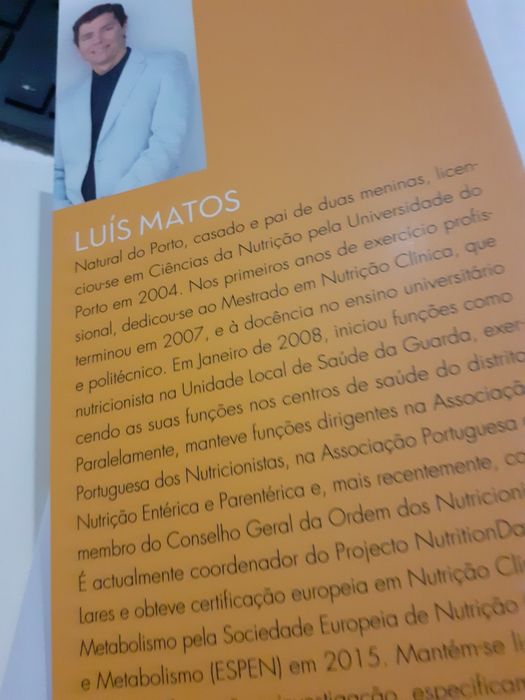 LUÍS MATOS
Natural do Porto, casado e pai de duas meninas, licen-
ciou-se em Ciências da Nutrição pela Universidade do
Porto em 2004. Nos primeiros anos de exercício profis-
sional, dedicou-se ao Mestrado em Nutrição Clínica, que
terminou em 2007, e à docência no ensino universitário
e politécnico. Em Janeiro de 2008, iniciou funções como
nutricionista na Unidade local de Saúde da Guarda, exer
cendo as suas funções nos centros de saúde do distrito
Paralelamente, manteve funções dirigentes na Associaçã
Portuguesa dos Nutricionistas, na Associação Portuguesa
Nutrição Entérica e Parentérica e, mais recentemente, co
membro do Conselho Geral da Ordem dos Nutricioni
É actualmente coordenador do Projecto NutritionDa
Lares e obteve certificação europeia em Nutrição Clí
Metabolismo pela Sociedade Europeia de Nutrição
e Metabolismo (ESPEN) em 2015. Mantém-se li
investigação, especifican